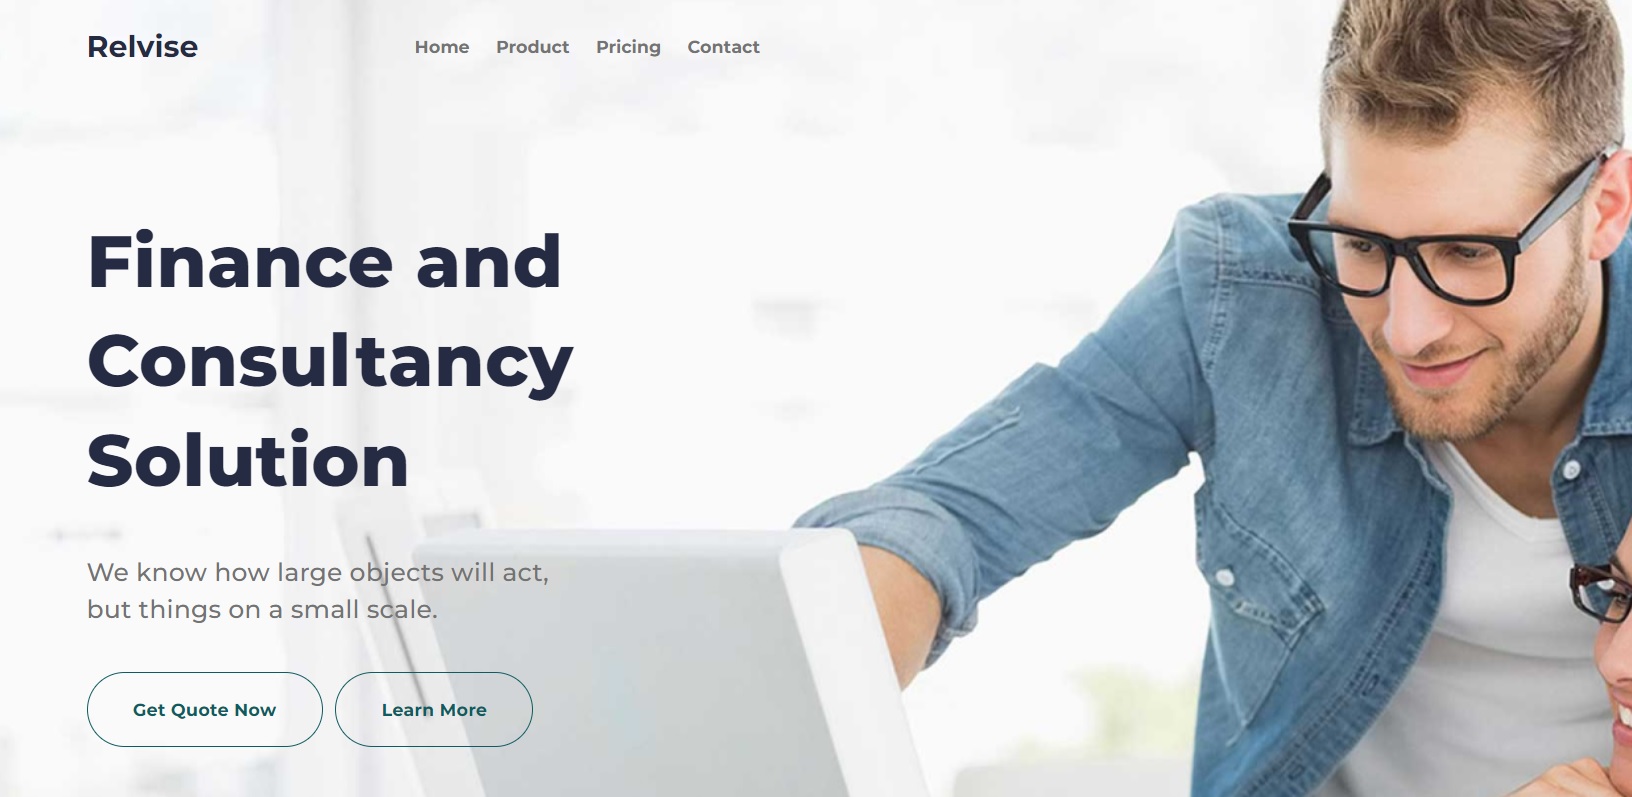 Relvise
Home Product Pricing Contact
Finance and
Consultancy
Solution
We know how large objects will act,
but things on a small scale.
Get Quote Now Learn More